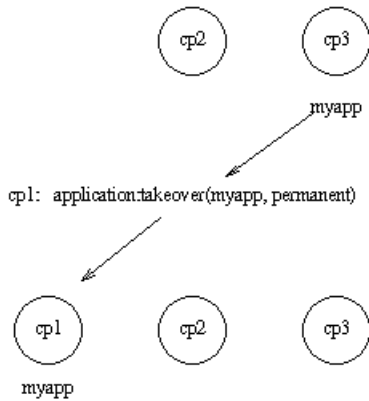 cp2 cp3
myapp
cp1: application:takeover(myapp, permanent)
cp1 cp2 cp3
myapp